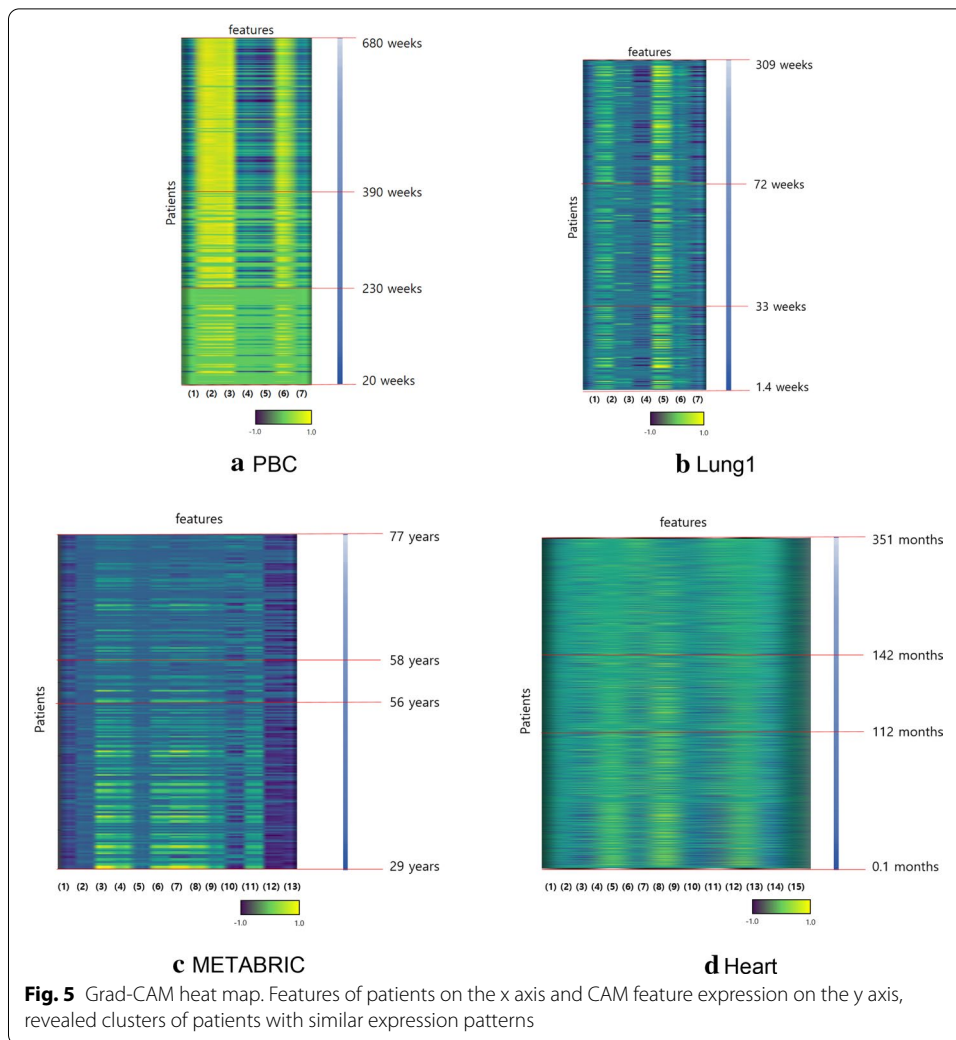 features
680 weeks
390 weeks
230 weeks
20 weeks
Patients
(1) (2) (3) (4) (5) (6) (7)
-1.0 1.0
a PBC
features
309 weeks
72 weeks
33 weeks
1.4 weeks
Patients
(1) (2) (3) (4) (5) (6) (7)
-1.0 1.0
b Lung1
features
77 years
58 years
56 years
29 years
Patients
(1) (2) (3) (4) (5) (6) (7) (8) (9) (10) (11) (12) (13)
-1.0 1.0
c METABRIC
features
351 months
142 months
112 months
0.1 months
Patients
(1) (2) (3) (4) (5) (6) (7) (8) (9) (10) (11) (12) (13) (14) (15)
-1.0 1.0
d Heart
Fig. 5 Grad-CAM heat map. Features of patients on the x axis and CAM feature expression on the y axis,
revealed clusters of patients with similar expression patterns